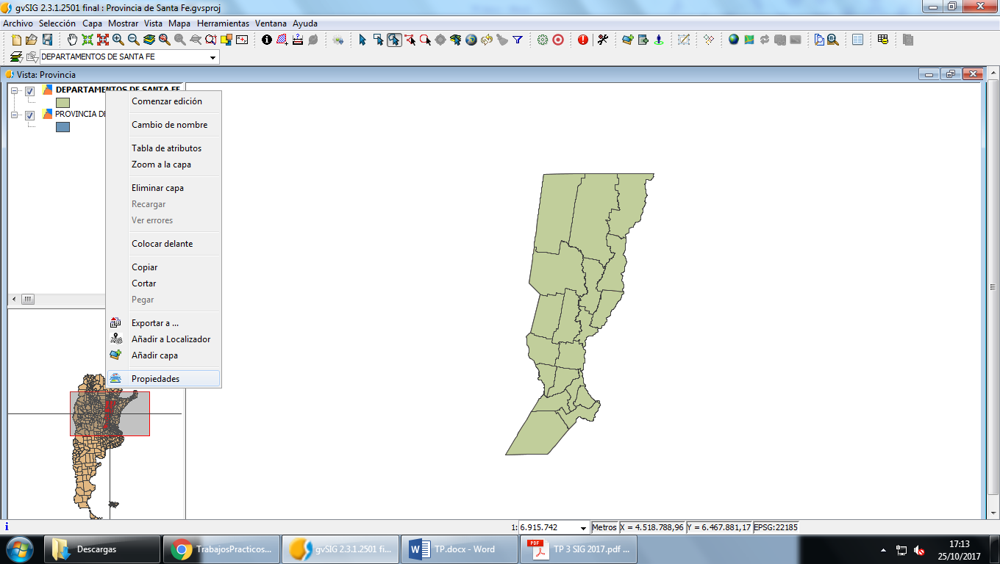 gvSIG 2.3.1.2501 final : Provincia de Santa Fe.gvsproj
Archivo Selección Capa Mostrar Vista Mapa Herramientas Ventana Ayuda
DEPARTAMENTOS DE SANTA FE
Vista: Provincia
DEPARTAMENTOS DE SANTA FE
PROVINCIA DE
Comenzar edición
Cambio de nombre
Tabla de atributos
Zoom a la capa
Eliminar capa
Recargar
Ver errores
Colocar delante
Copiar
Cortar
Pegar
Exportar a ...
Añadir a Localizador
Añadir capa
Propiedades
1: 6.915.742 Metros X = 4.518.788,96 Y = 6.467.881,17 EPSG:22185
Descargas TrabajosPracticos... gvSIG 2.3.1.2501 fi... TP.docx - Word PDF TP 3 SIG 2017.pdf ...
17:13
25/10/2017